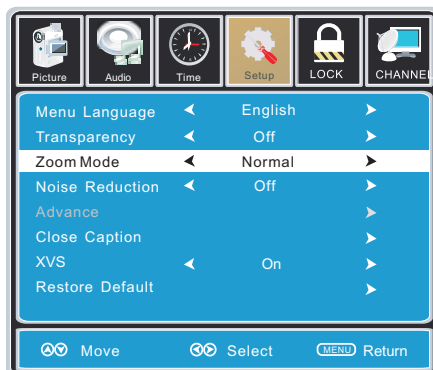 Picture Audio Time Setup LOCK CHANNEL
Menu Language English
Transparency Off
Zoom Mode Normal
Noise Reduction Off
Advance
Close Caption
XVS On
Restore Default
Move Select MENU Return